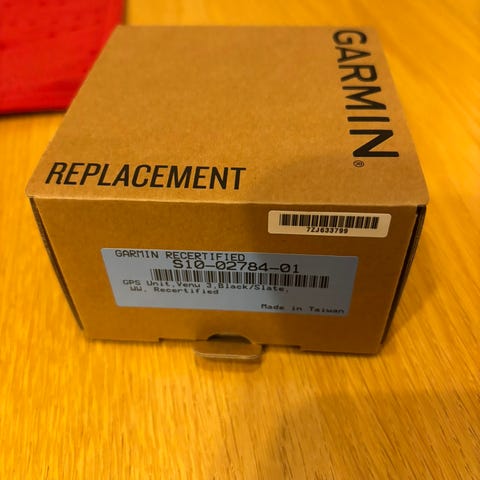 GARMIN®
REPLACEMENT
7ZJ633799
GARMIN RECERTIFIED
S10-02784-01
GPS Unit,Venu 3,Black/Slate,
WW, Recertified
Made in Taiwan